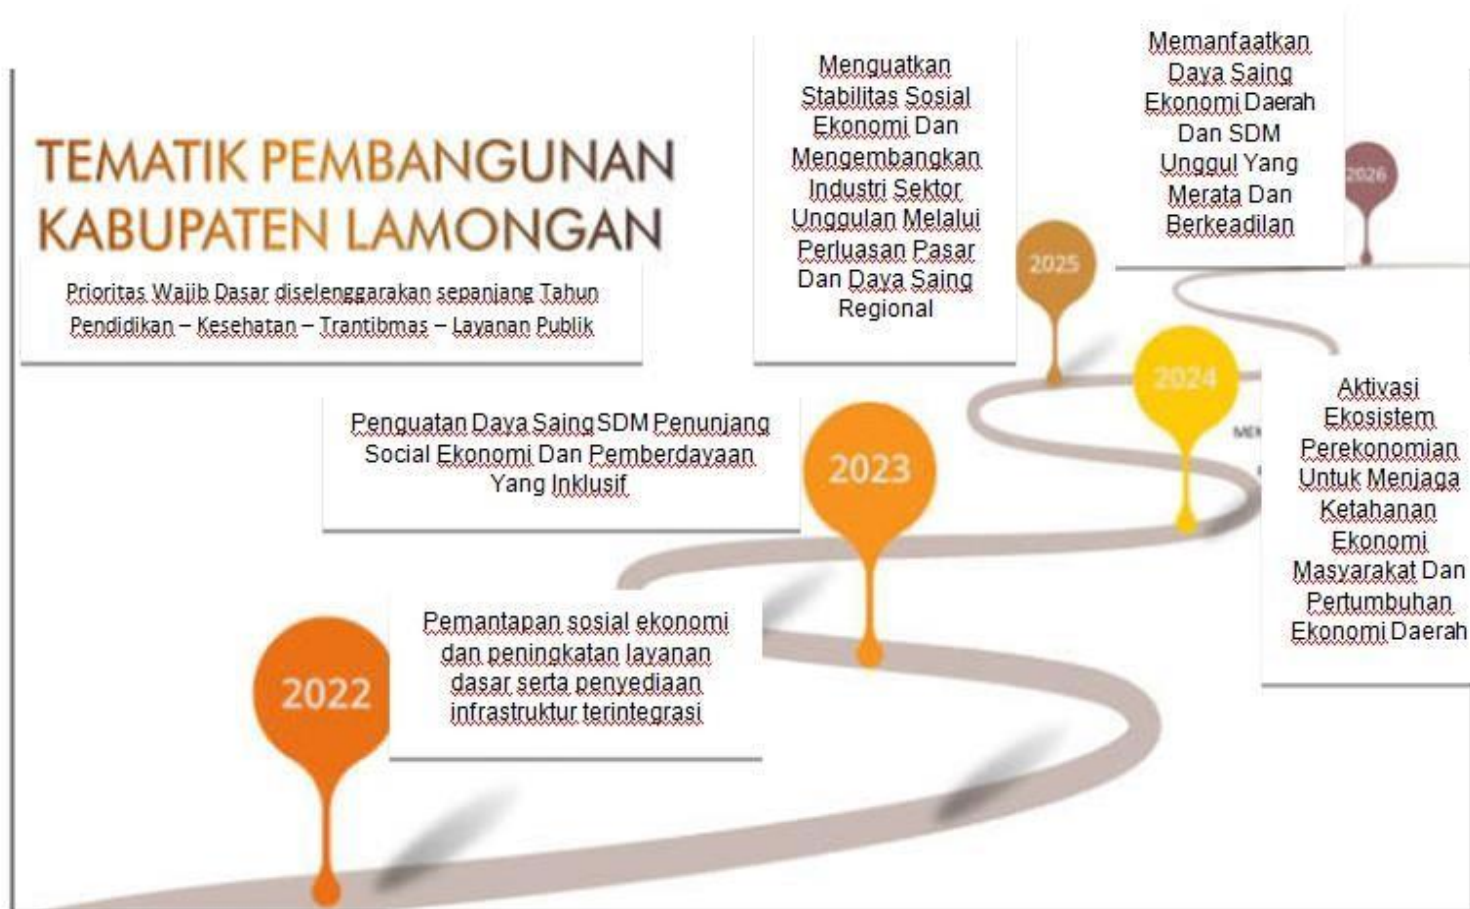 TEMATIK PEMBANGUNAN
KABUPATEN LAMONGAN
Prioritas Wajib Dasar diselenggarakan sepanjang Tahun
Pendidikan – Kesehatan – Trantibmas – Layanan Publik
2022
Pemantapan sosial ekonomi
dan peningkatan layanan
dasar serta penyediaan
infrastruktur terintegrasi
2023
Penguatan Daya Saing SDM Penunjang
Social Ekonomi Dan Pemberdayaan
Yang Inklusif
2024
Aktivasi
Ekosistem
Perekonomian
Untuk Menjaga
Ketahanan
Ekonomi
Masyarakat Dan
Pertumbuhan
Ekonomi Daerah
2025
Menguatkan
Stabilitas Sosial
Ekonomi Dan
Mengembangkan
Industri Sektor
Unggulan Melalui
Perluasan Pasar
Dan Daya Saing
Regional
2026
Memanfaatkan
Daya Saing
Ekonomi Daerah
Dan SDM
Unggul Yang
Merata Dan
Berkeadilan